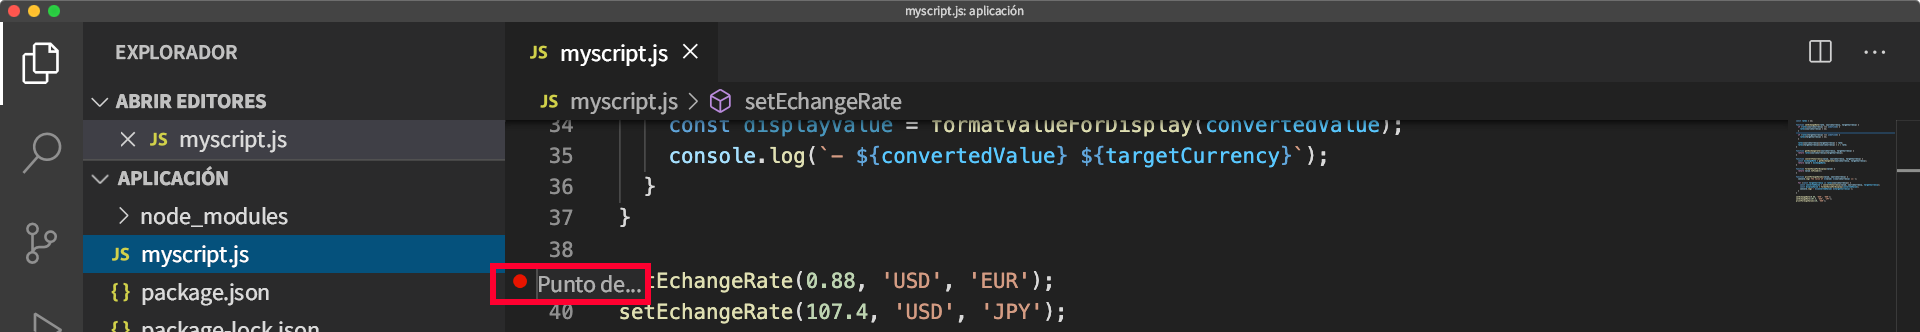 myscript.js: aplicación
EXPLORADOR
ABRIR EDITORES
JS myscript.js
APLICACIÓN
node_modules
JS myscript.js
{} package.json
{} package-lock.json
JS myscript.js
JS myscript.js > setEchangeRate
34 const displayValue = formatValueForDisplay(convertedValue);
35 console.log(`- ${convertedValue} ${targetCurrency}`);
36 }
37 }
38
Punto de... tEchangeRate(0.88, 'USD', 'EUR');
40 setEchangeRate(107.4, 'USD', 'JPY');